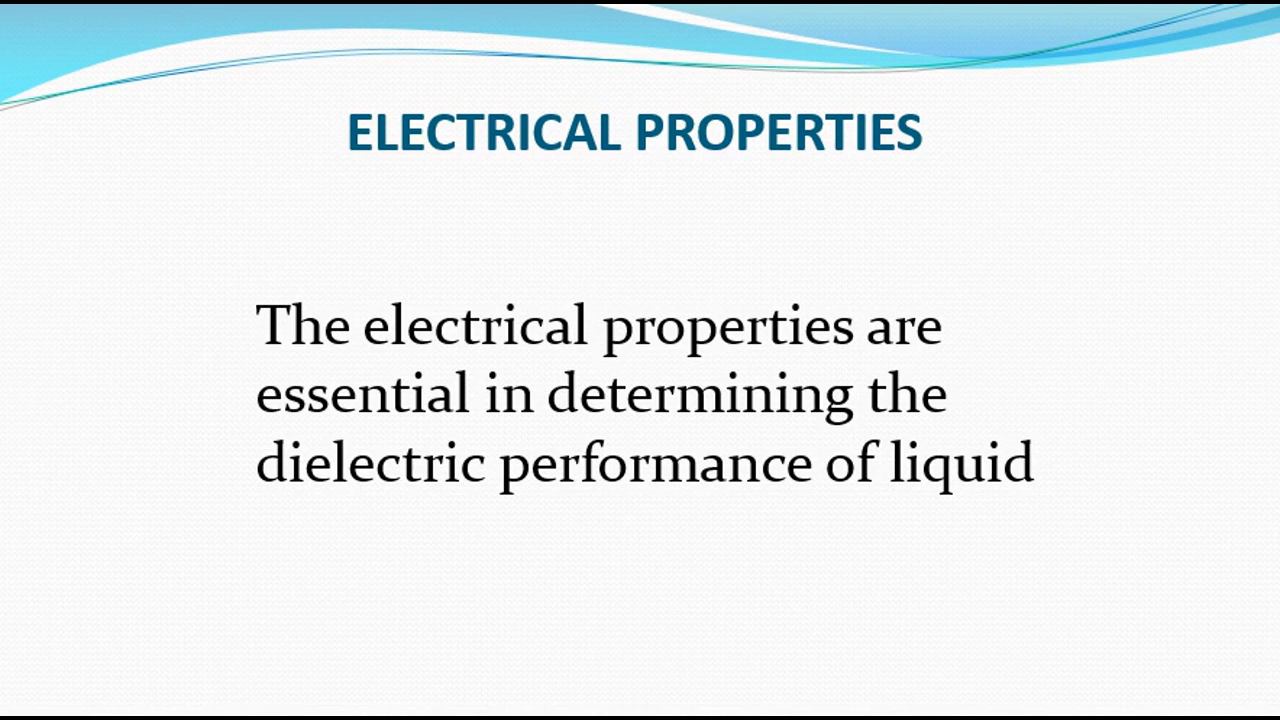 ELECTRICAL PROPERTIES
The electrical properties are
essential in determining the
dielectric performance of liquid